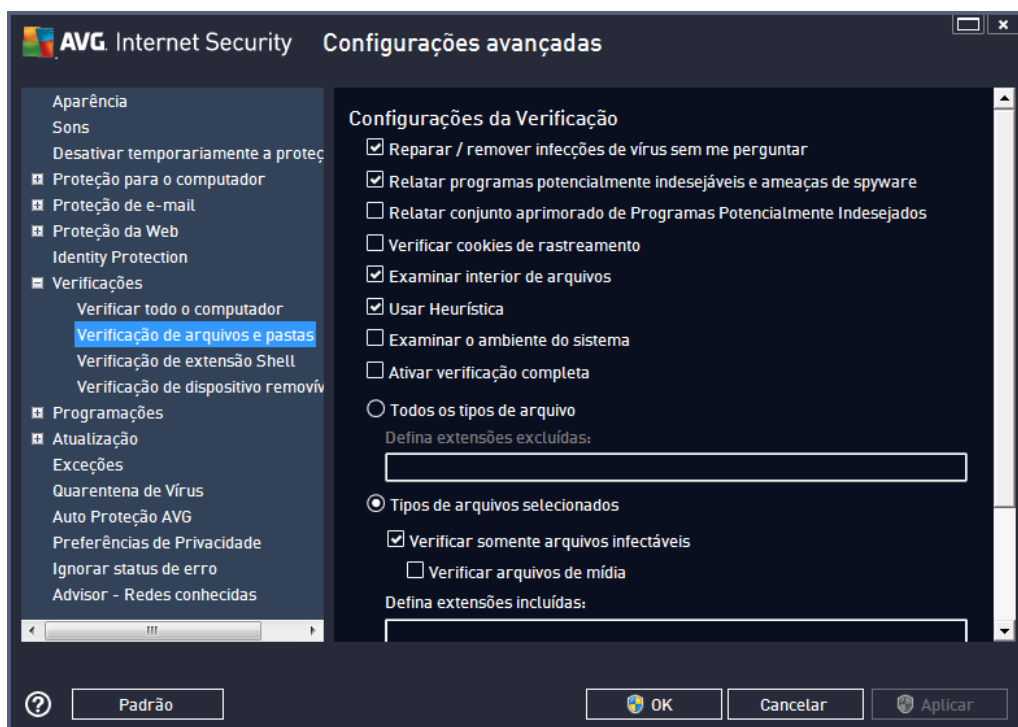 AVG. Internet Security Configurações avançadas
Aparência
Sons
Desativar temporariamente a proteç
Proteção para o computador
Proteção de e-mail
Proteção da Web
Identity Protection
Verificações
Verificar todo o computador
Verificação de arquivos e pastas
Verificação de extensão Shell
Verificação de dispositivo removív
Programações
Atualização
Exceções
Quarentena de Vírus
Auto Proteção AVG
Preferências de Privacidade
Ignorar status de erro
Advisor - Redes conhecidas
Configurações da Verificação
Reparar / remover infecções de vírus sem me perguntar
Relatar programas potencialmente indesejáveis e ameaças de spyware
Relatar conjunto aprimorado de Programas Potencialmente Indesejados
Verificar cookies de rastreamento
Examinar interior de arquivos
Usar Heurística
Examinar o ambiente do sistema
Ativar verificação completa
Todos os tipos de arquivo
Defina extensões excluídas:
Tipos de arquivos selecionados
Verificar somente arquivos infectáveis
Verificar arquivos de mídia
Defina extensões incluídas:
? Padrão OK Cancelar Aplicar